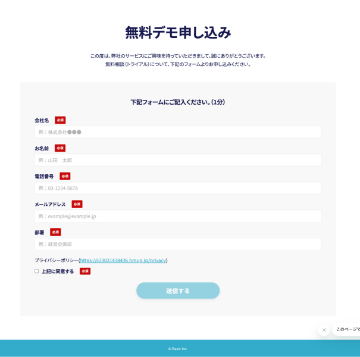 無料デモ申し込み
この度は、弊社のサービスにご興味を持っていただきまして、誠にありがとうございます。
無料相談（トライアル）について、下記のフォームよりお申し込みください。
下記フォームにご記入ください。（1分）
会社名 必須
例：株式会社●●●
お名前 必須
例：山田　太郎
電話番号 必須
例：03-1234-5678
メールアドレス 必須
例：example@example.jp
部署 必須
例：経営企画部
プライバシーポリシー
上記に同意する 必須
送信する
×
このページで